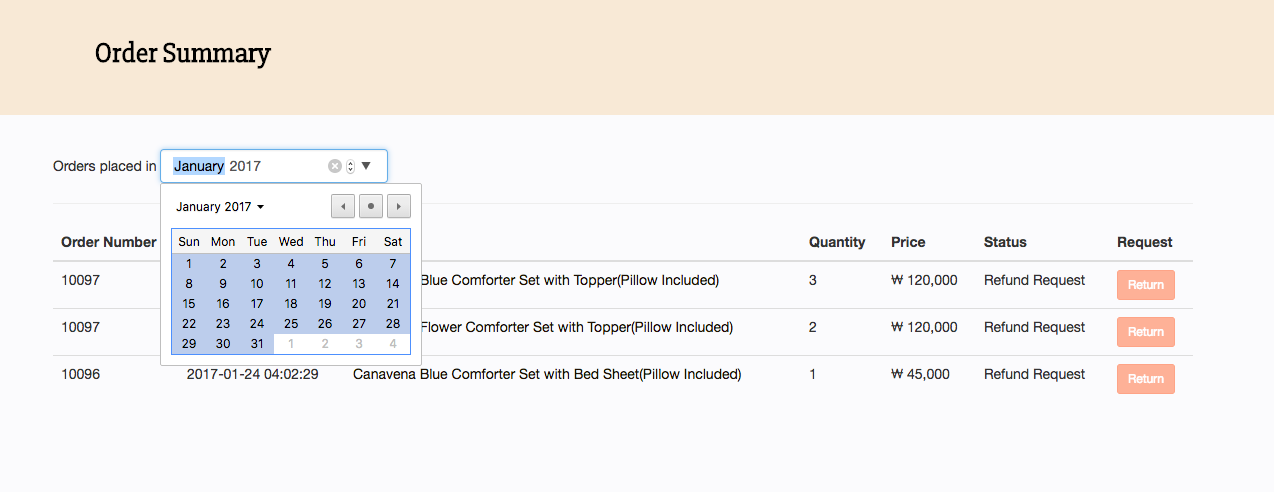 Order Summary
Orders placed in January 2017
January 2017
Sun Mon Tue Wed Thu Fri Sat
1 2 3 4 5 6 7
8 9 10 11 12 13 14
15 16 17 18 19 20 21
22 23 24 25 26 27 28
29 30 31 1 2 3 4
Order Number Quantity Price Status Request
10097 Blue Comforter Set with Topper(Pillow Included) 3 ₩ 120,000 Refund Request Return
10097 Flower Comforter Set with Topper(Pillow Included) 2 ₩ 120,000 Refund Request Return
10096 2017-01-24 04:02:29 Canavena Blue Comforter Set with Bed Sheet(Pillow Included) 1 ₩ 45,000 Refund Request Return